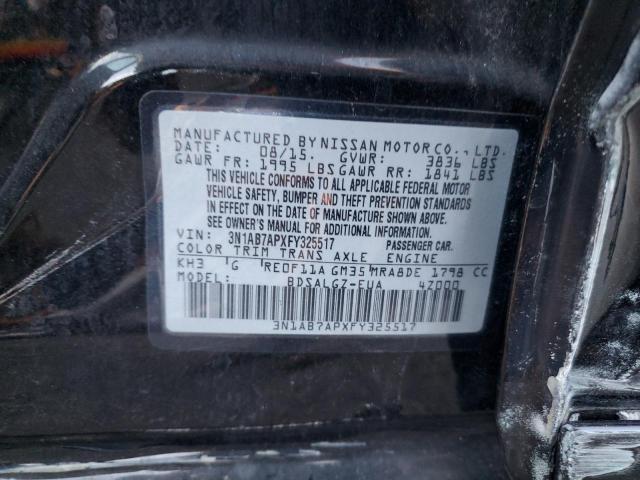 MANUFACTURED BY NISSAN MOTOR CO., LTD.
DATE: 08/15. GVWR: 3836 LBS
GAWR FR: 1995 LBS GAWR RR: 1841 LBS
THIS VEHICLE CONFORMS TO ALL APPLICABLE FEDERAL MOTOR
VEHICLE SAFETY, BUMPER AND THEFT PREVENTION STANDARDS
IN EFFECT ON THE DATE OF MANUFACTURE SHOWN ABOVE.
SEE OWNER'S MANUAL FOR ADDITIONAL INFORMATION.
VIN: 3N1AB7APXFY325517 PASSENGER CAR
COLOR TRIM TRANS AXLE ENGINE
KH3 G RE0F11A GM35 MRA8DE 1798 CC
BDSALGZ-EUA 4Z000
3N1AB7APXFY325517